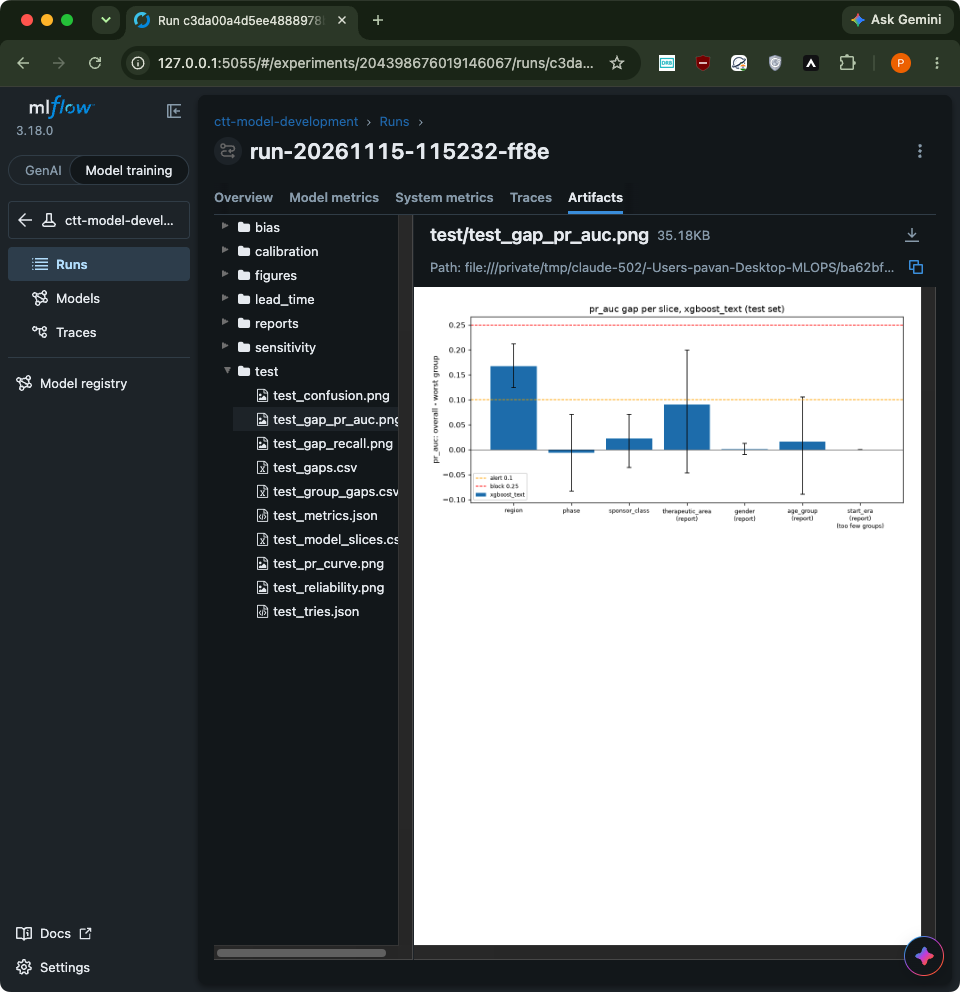 Run c3da00a4d5ee4888978
Ask Gemini
127.0.0.1:5055/#/experiments/204398676019146067/runs/c3da...
P
mlflow
3.18.0
GenAI
Model training
ctt-model-devel...
Runs
Models
Traces
Model registry
Docs
Settings
ctt-model-development › Runs ›
run-20261115-115232-ff8e
Overview Model metrics System metrics Traces Artifacts
bias
calibration
figures
lead_time
reports
sensitivity
test
test_confusion.png
test_gap_pr_auc.png
test_gap_recall.png
test_gaps.csv
test_group_gaps.csv
test_metrics.json
test_model_slices.cs
test_pr_curve.png
test_reliability.png
test_tries.json
test/test_gap_pr_auc.png 35.18KB
Path: file:///private/tmp/claude-502/-Users-pavan-Desktop-MLOPS/ba62bf...
pr_auc gap per slice, xgboost_text (test set)
pr_auc: overall - worst group
0.25
0.20
0.15
0.10
0.05
0.00
−0.05
−0.10
alert 0.1
block 0.25
xgboost_text
region
phase
sponsor_class
therapeutic_area
(report)
gender
(report)
age_group
(report)
start_era
(report)
(too few groups)